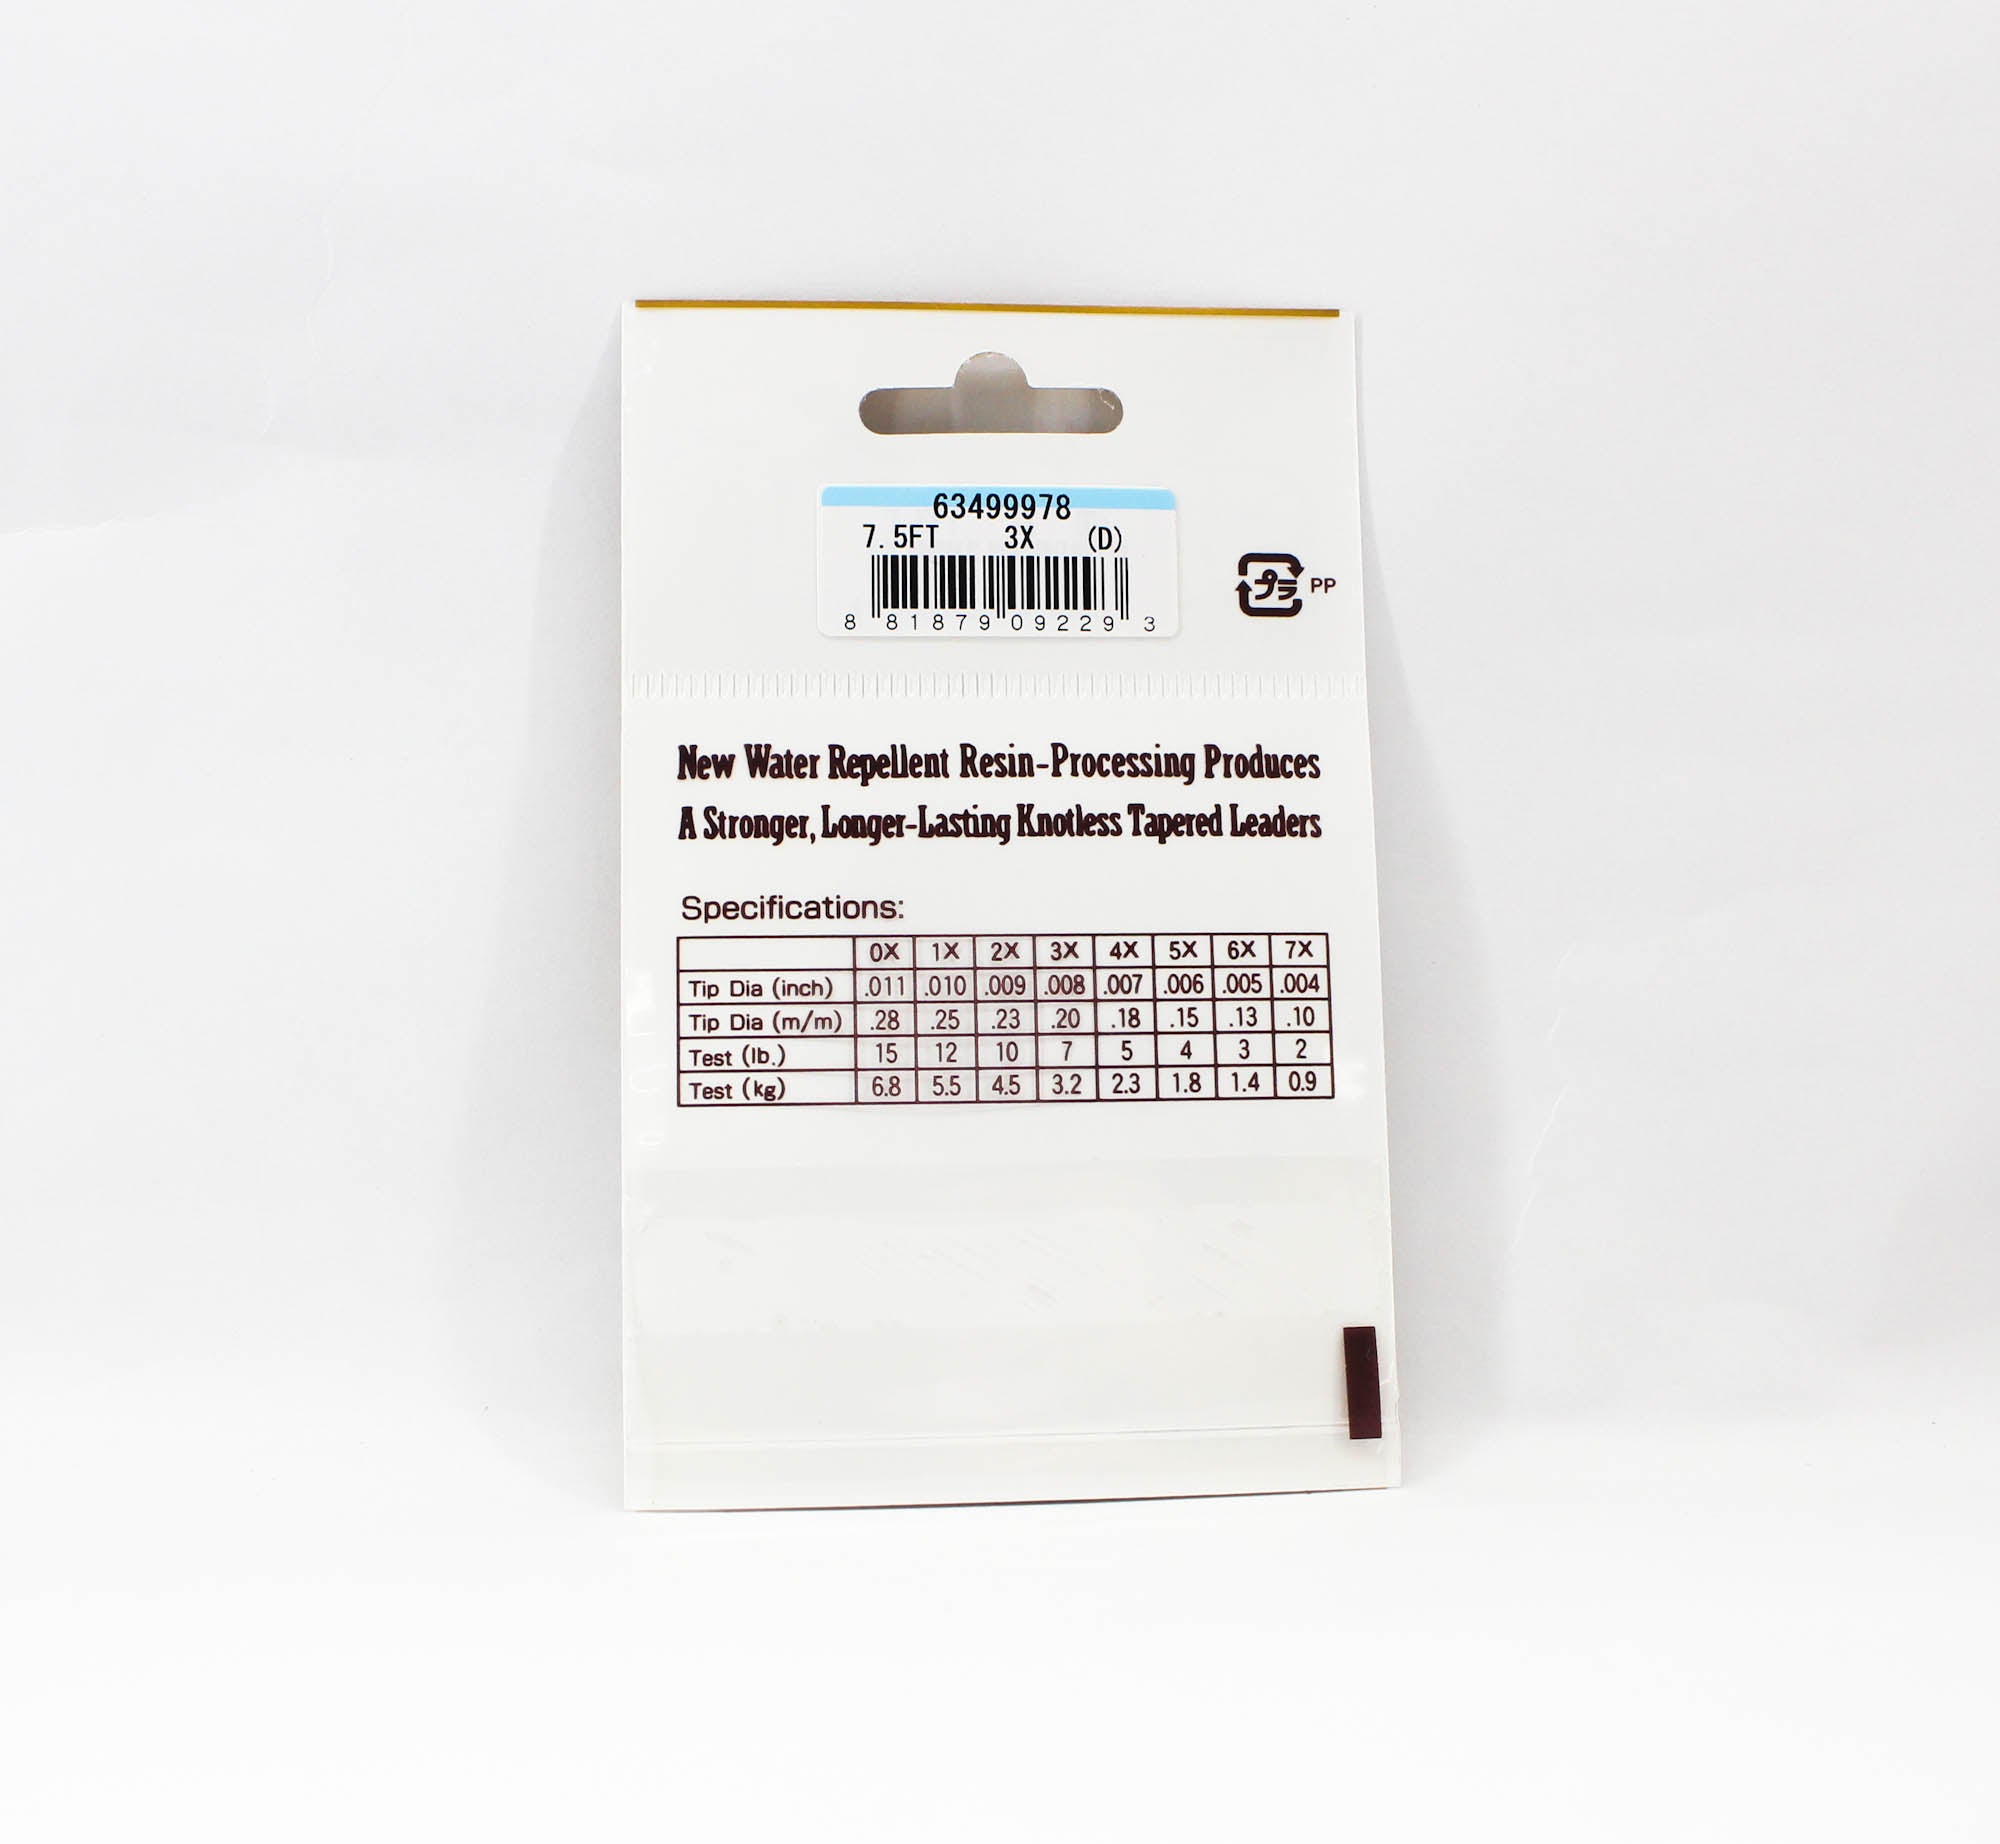 63499978
7.5FT 3X (D)
8 81879 09229 3
プラ PP
New Water Repellent Resin-Processing Produces
A Stronger, Longer-Lasting Knotless Tapered Leaders
Specifications:
0X 1X 2X 3X 4X 5X 6X 7X
Tip Dia (inch) .011 .010 .009 .008 .007 .006 .005 .004
Tip Dia (m/m) .28 .25 .23 .20 .18 .15 .13 .10
Test (lb.) 15 12 10 7 5 4 3 2
Test (kg) 6.8 5.5 4.5 3.2 2.3 1.8 1.4 0.9